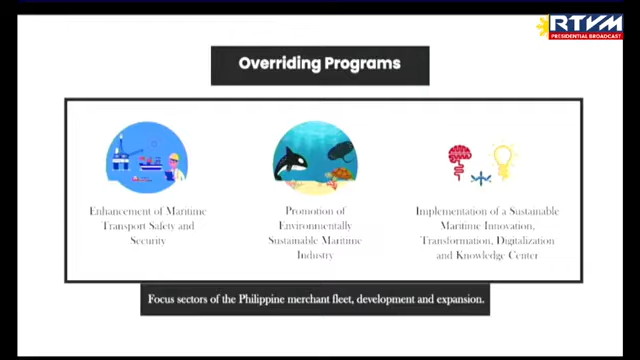 RTVM
PRESIDENTIAL BROADCAST
Overriding Programs
Enhancement of Maritime
Transport Safety and
Security
Promotion of
Environmentally
Sustainable Maritime
Industry
Implementation of a Sustainable
Maritime Innovation,
Transformation, Digitalization
and Knowledge Center
Focus sectors of the Philippine merchant fleet, development and expansion.